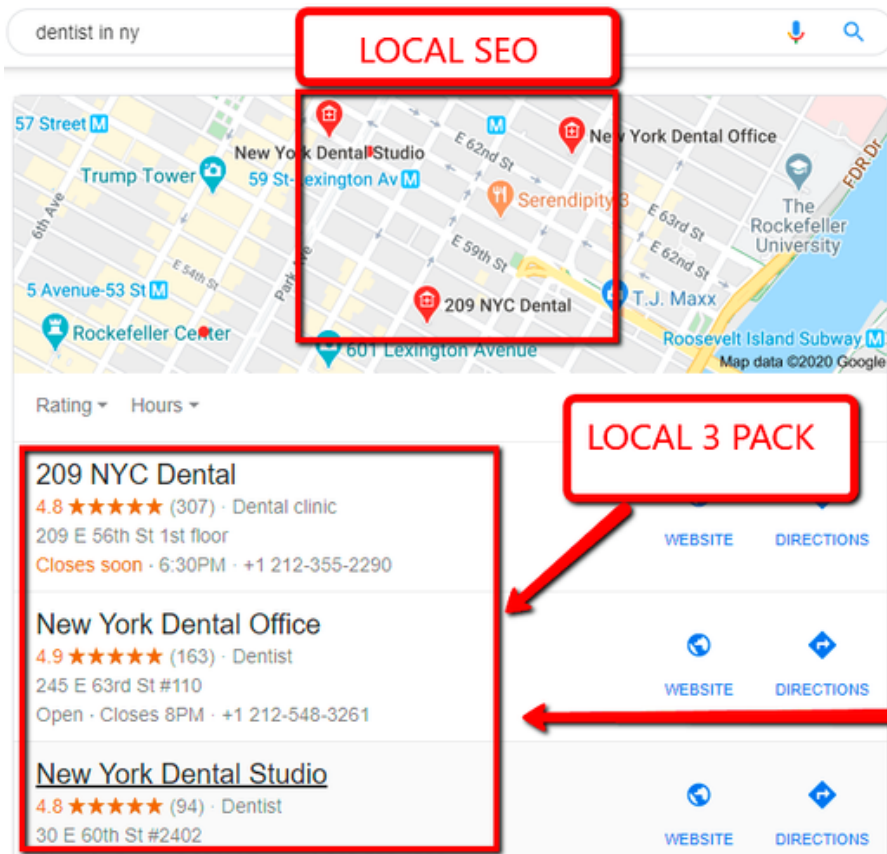 dentist in ny
LOCAL SEO
57 Street M
M
New York Dental Office
New York Dental Studio
E 62nd St
Trump Tower
59 St-Lexington Av M
FDR Dr
6th Ave
Serendipity 3
The
Rockefeller
University
E 63rd St
E 62nd St
E 59th St
E 54th St
Park Ave
5 Avenue-53 St M
209 NYC Dental
T.J. Maxx
Rockefeller Center
601 Lexington Avenue
Roosevelt Island Subway M
Map data ©2020 Google
Rating
Hours
LOCAL 3 PACK
209 NYC Dental
4.8 ★★★★★ (307) · Dental clinic
209 E 56th St 1st floor
Closes soon · 6:30PM · +1 212-355-2290
WEBSITE
DIRECTIONS
New York Dental Office
4.9 ★★★★★ (163) · Dentist
245 E 63rd St #110
Open · Closes 8PM · +1 212-548-3261
WEBSITE
DIRECTIONS
New York Dental Studio
4.8 ★★★★★ (94) · Dentist
30 E 60th St #2402
WEBSITE
DIRECTIONS